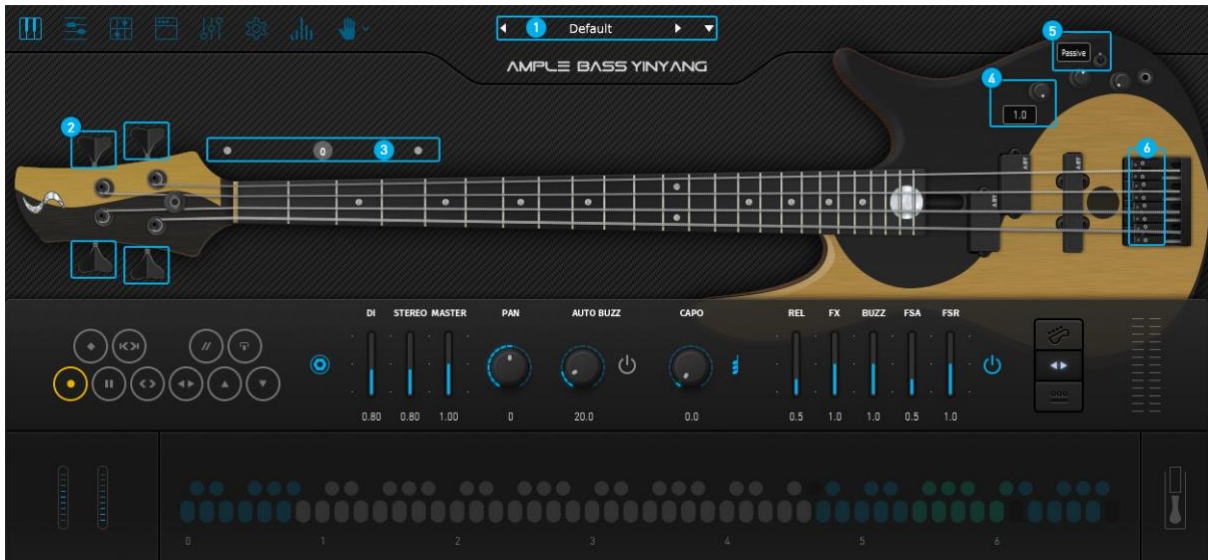 1 Default
AMPLE BASS YINYANG
5
Passive
4
1.0
2
0 3
6
DI STEREO MASTER PAN AUTO BUZZ CAPO REL FX BUZZ FSA FSR
0.80 0.80 1.00 0 20.0 0.0 0.5 1.0 1.0 0.5 1.0
0 1 2 3 4 5 6